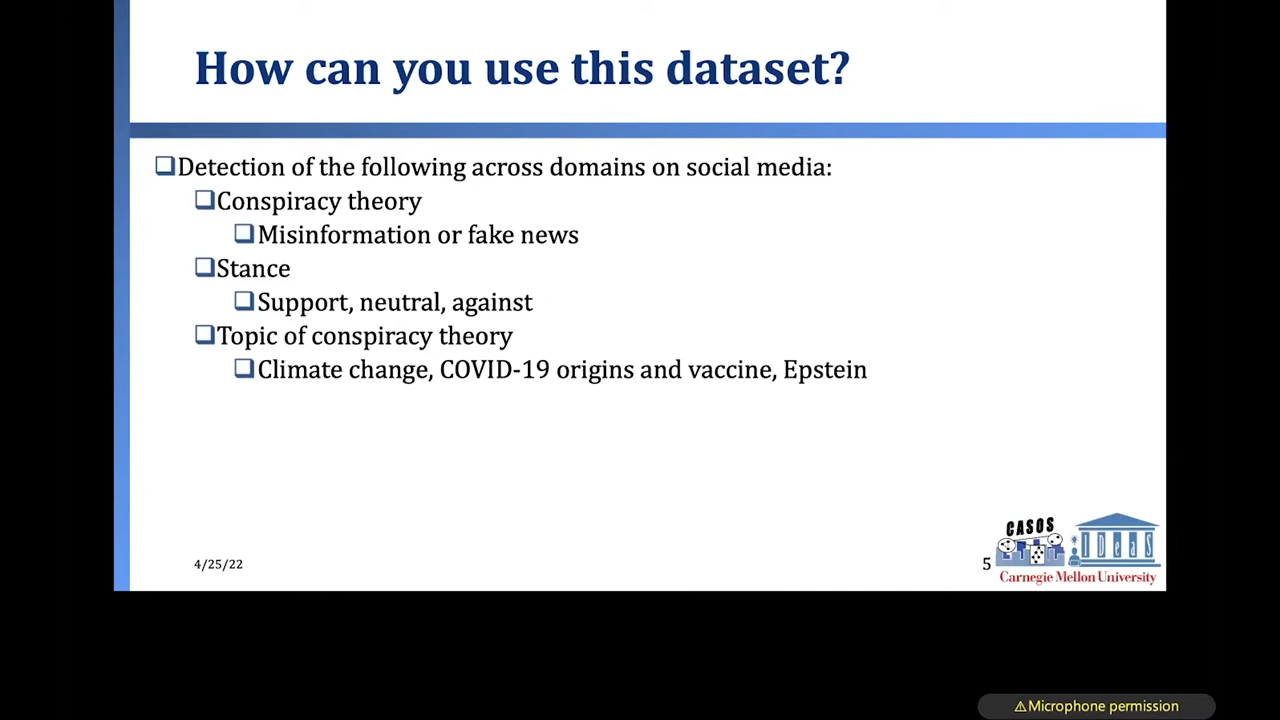 How can you use this dataset?
Detection of the following across domains on social media:
Conspiracy theory
Misinformation or fake news
Stance
Support, neutral, against
Topic of conspiracy theory
Climate change, COVID-19 origins and vaccine, Epstein
4/25/22
5
CASOS
IDeaS
Carnegie Mellon University
⚠Microphone permission